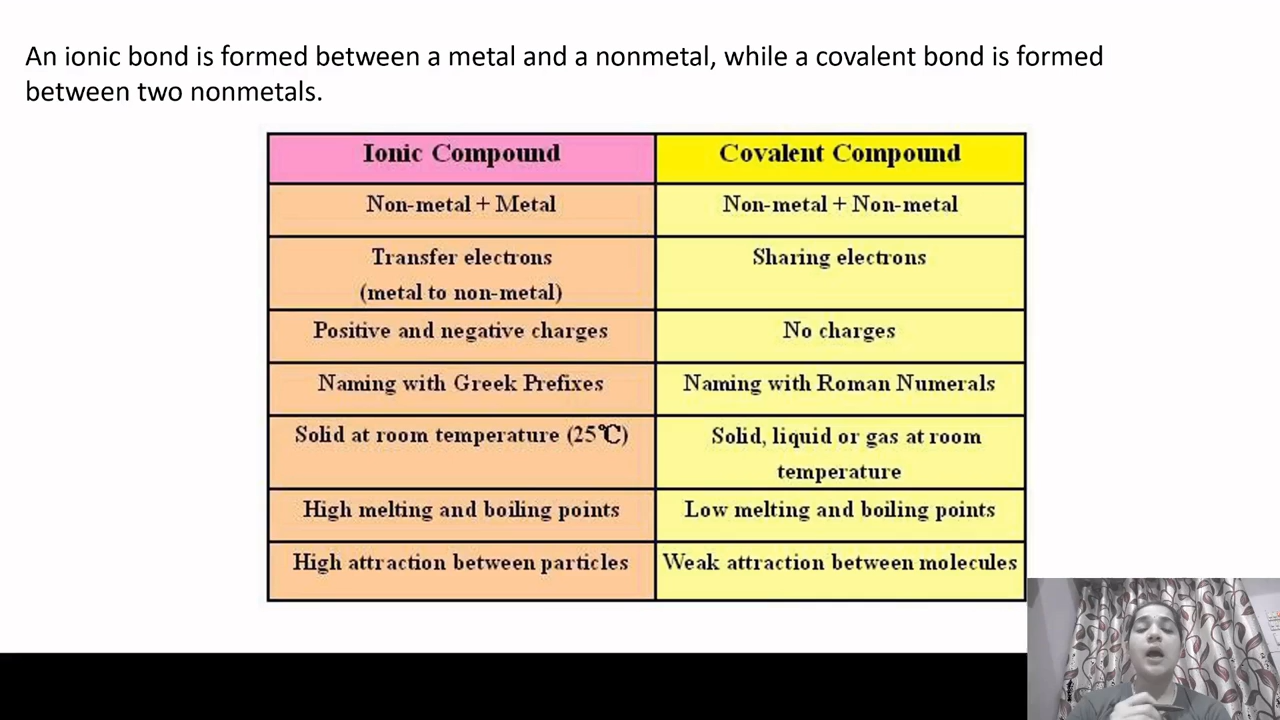 An ionic bond is formed between a metal and a nonmetal, while a covalent bond is formed
between two nonmetals.
Ionic Compound
Covalent Compound
Non-metal + Metal
Non-metal + Non-metal
Transfer electrons
(metal to non-metal)
Sharing electrons
Positive and negative charges
No charges
Naming with Greek Prefixes
Naming with Roman Numerals
Solid at room temperature (25℃)
Solid, liquid or gas at room
temperature
High melting and boiling points
Low melting and boiling points
High attraction between particles
Weak attraction between molecules